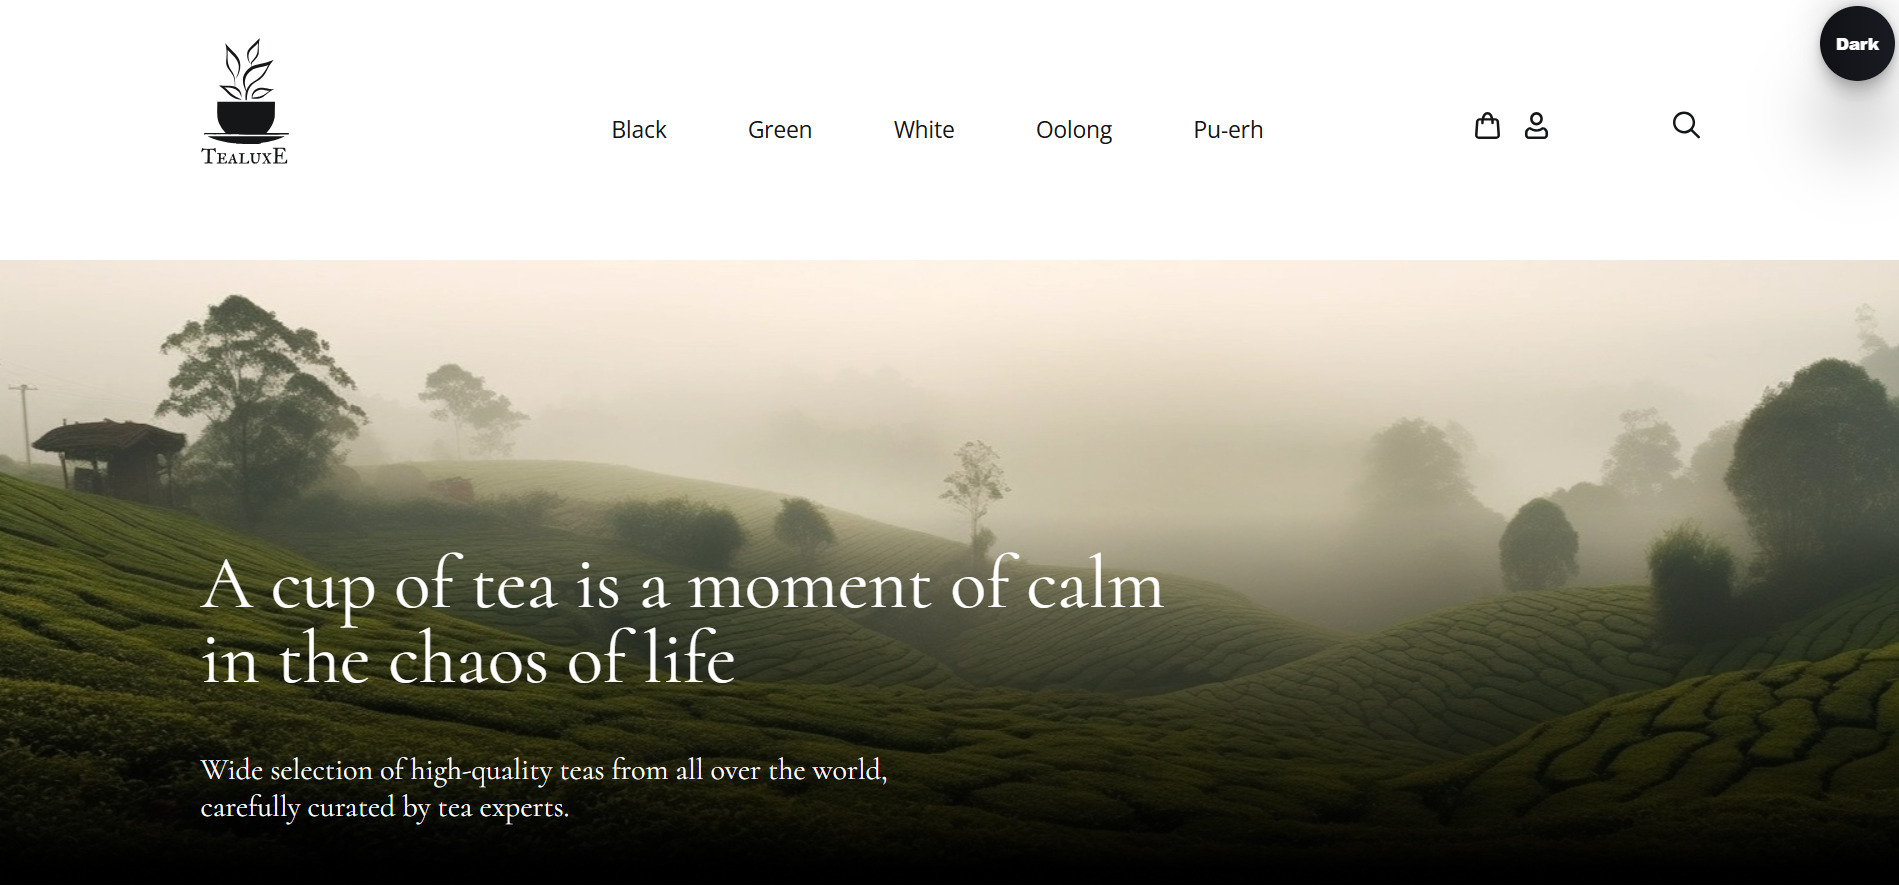 TEALUXE
Black Green White Oolong Pu-erh
Dark
A cup of tea is a moment of calm
in the chaos of life
Wide selection of high-quality teas from all over the world,
carefully curated by tea experts.